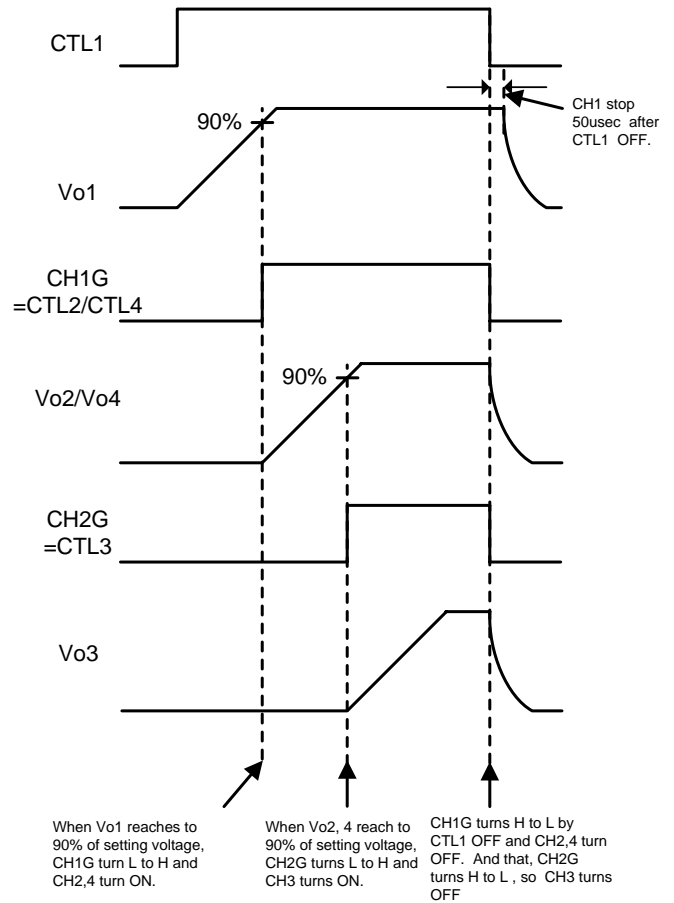 CTL1
CH1 stop
50usec after
CTL1 OFF.
90%
Vo1
CH1G
=CTL2/CTL4
90%
Vo2/Vo4
CH2G
=CTL3
Vo3
When Vo1 reaches to
90% of setting voltage,
CH1G turn L to H and
CH2,4 turn ON.
When Vo2, 4 reach to
90% of setting voltage,
CH2G turns L to H and
CH3 turns ON.
CH1G turns H to L by
CTL1 OFF and CH2,4 turn
OFF. And that, CH2G
turns H to L , so CH3 turns
OFF